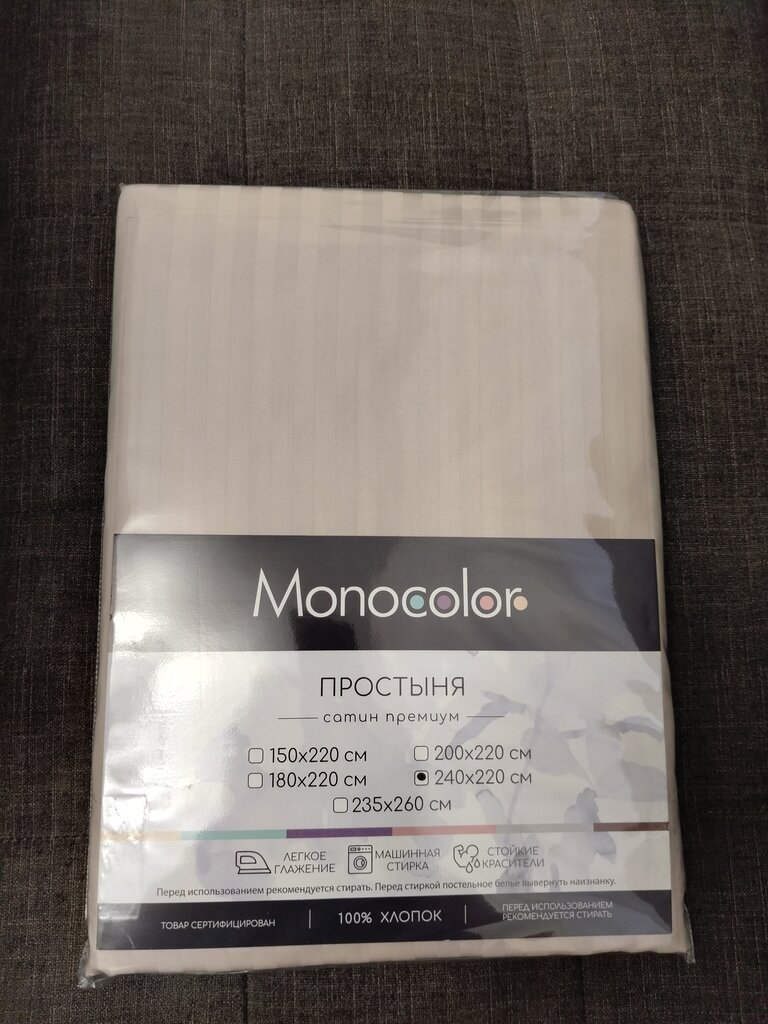 Monocolor
ПРОСТЫНЯ
сатин премиум
150x220 см
200x220 см
180x220 см
240x220 см
235x260 см
ЛЕГКОЕ
ГЛАЖЕНИЕ
МАШИННАЯ
СТИРКА
СТОЙКИЕ
КРАСИТЕЛИ
Перед использованием рекомендуется стирать. Перед стиркой постельное белье вывернуть наизнанку.
ТОВАР СЕРТИФИЦИРОВАН
100% ХЛОПОК
ПЕРЕД ИСПОЛЬЗОВАНИЕМ
РЕКОМЕНДУЕТСЯ СТИРАТЬ